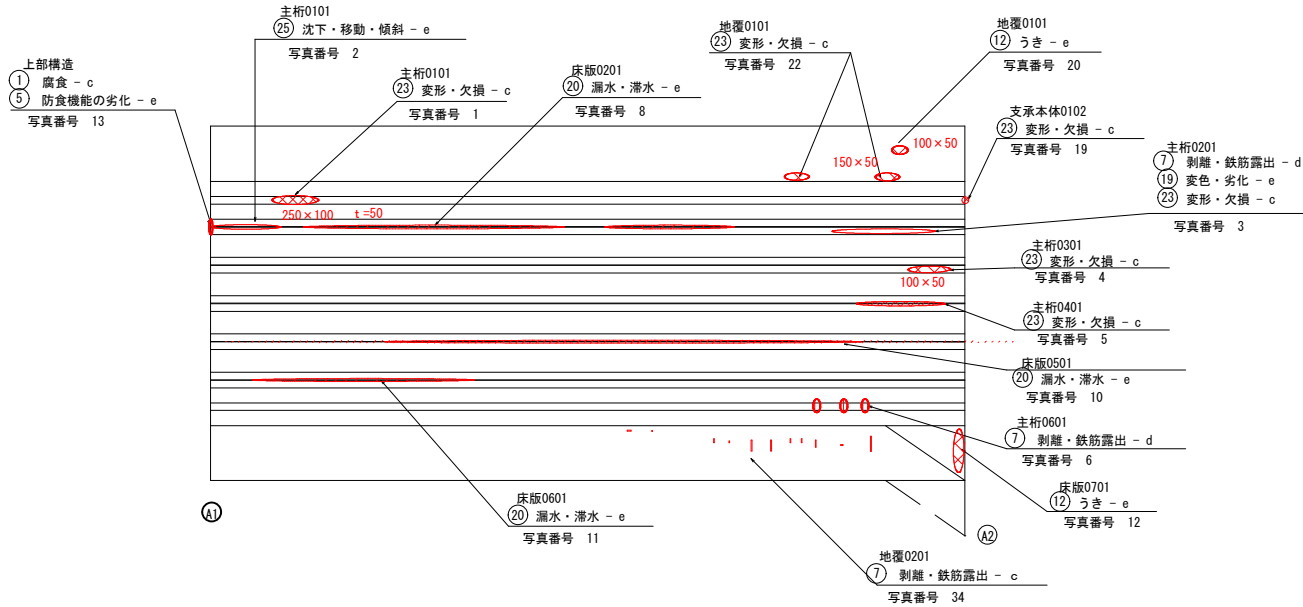 主桁0101
㉕ 沈下・移動・傾斜 − e
写真番号 2
上部構造
① 腐食 − c
⑤ 防食機能の劣化 − e
写真番号 13
主桁0101
㉓ 変形・欠損 − c
写真番号 1
床版0201
⑳ 漏水・滞水 − e
写真番号 8
地覆0101
㉓ 変形・欠損 − c
写真番号 22
地覆0101
⑫ うき − e
写真番号 20
支承本体0102
㉓ 変形・欠損 − c
写真番号 19
主桁0201
⑦ 剥離・鉄筋露出 − d
⑲ 変色・劣化 − e
㉓ 変形・欠損 − c
写真番号 3
100×50
150×50
250×100 t=50
主桁0301
㉓ 変形・欠損 − c
写真番号 4
100×50
主桁0401
㉓ 変形・欠損 − c
写真番号 5
床版0501
⑳ 漏水・滞水 − e
写真番号 10
主桁0601
⑦ 剥離・鉄筋露出 − d
写真番号 6
床版0701
⑫ うき − e
写真番号 12
床版0601
⑳ 漏水・滞水 − e
写真番号 11
A1
A2
地覆0201
⑦ 剥離・鉄筋露出 − c
写真番号 34